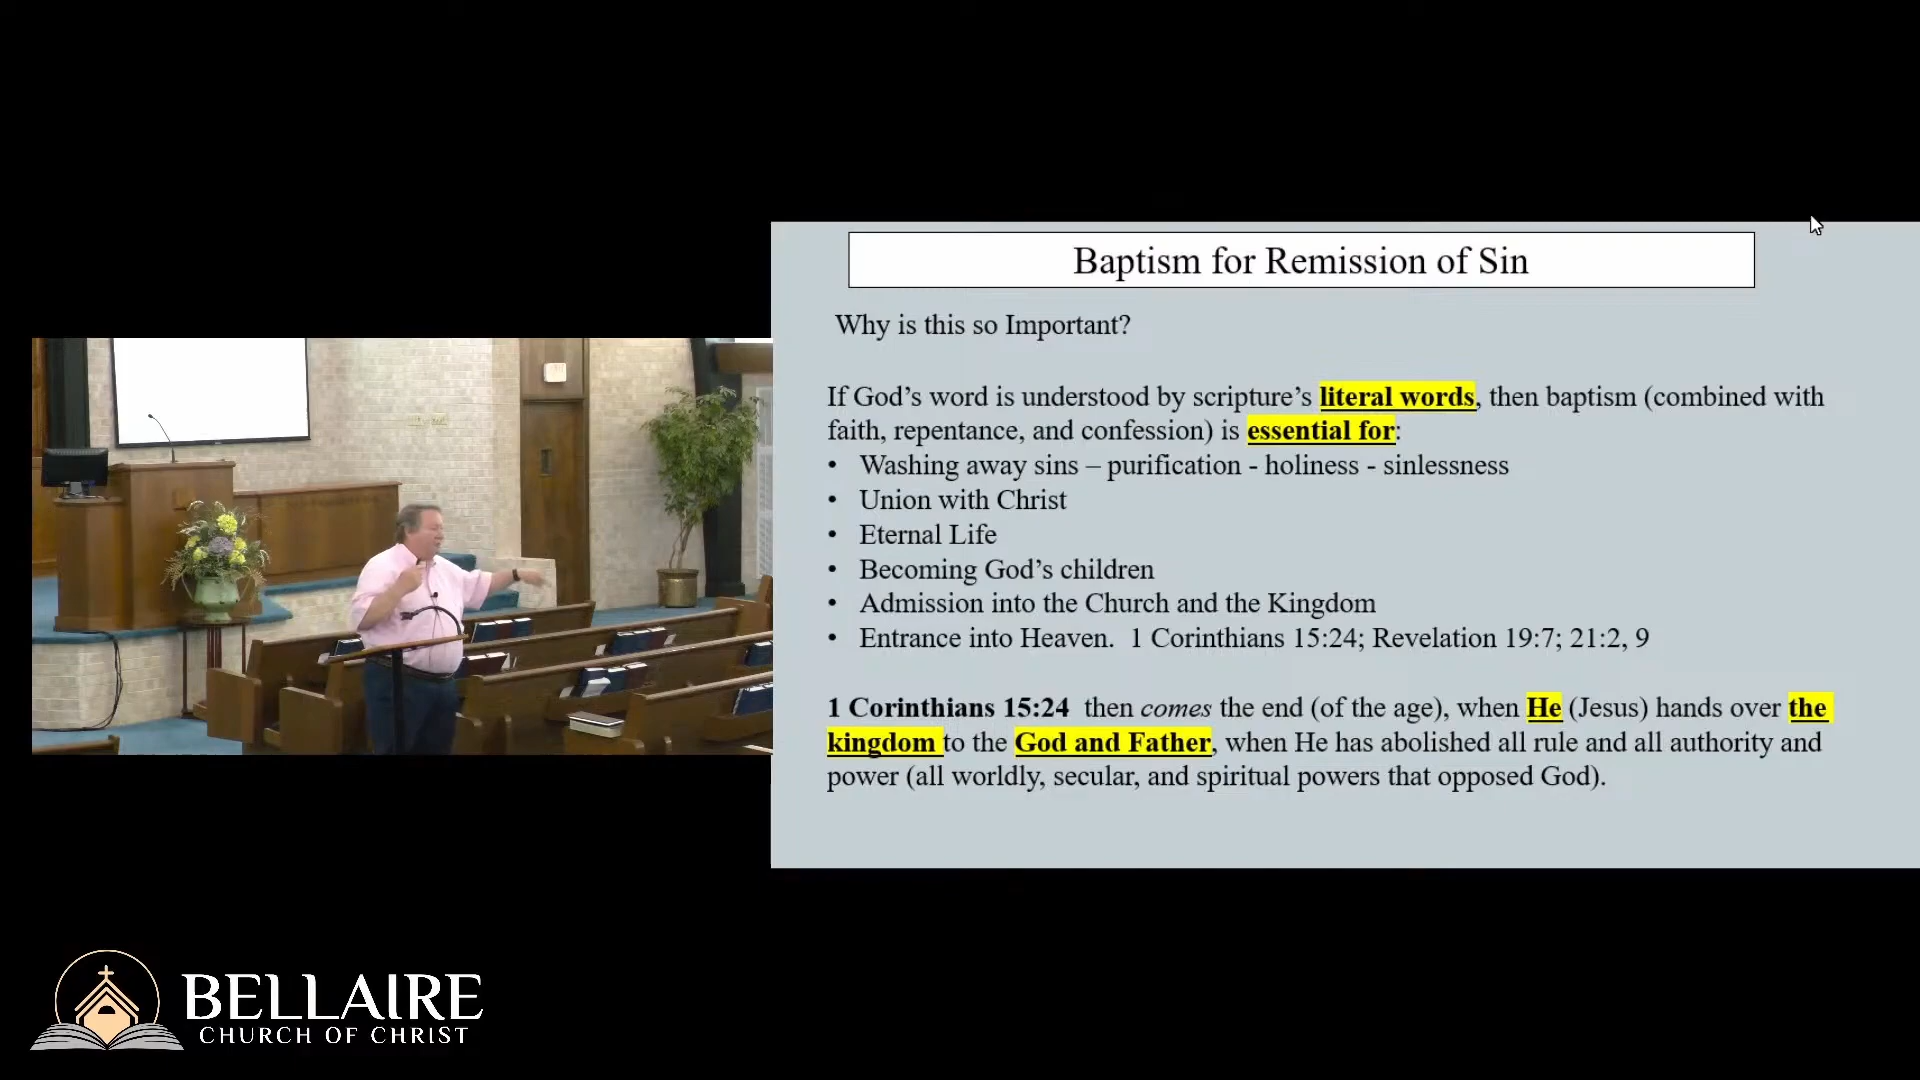 Baptism for Remission of Sin
Why is this so Important?
If God’s word is understood by scripture’s literal words, then baptism (combined with
faith, repentance, and confession) is essential for:
• Washing away sins – purification - holiness - sinlessness
• Union with Christ
• Eternal Life
• Becoming God’s children
• Admission into the Church and the Kingdom
• Entrance into Heaven.  1 Corinthians 15:24; Revelation 19:7; 21:2, 9
1 Corinthians 15:24  then comes the end (of the age), when He (Jesus) hands over the
kingdom to the God and Father, when He has abolished all rule and all authority and
power (all worldly, secular, and spiritual powers that opposed God).
BELLAIRE
CHURCH OF CHRIST